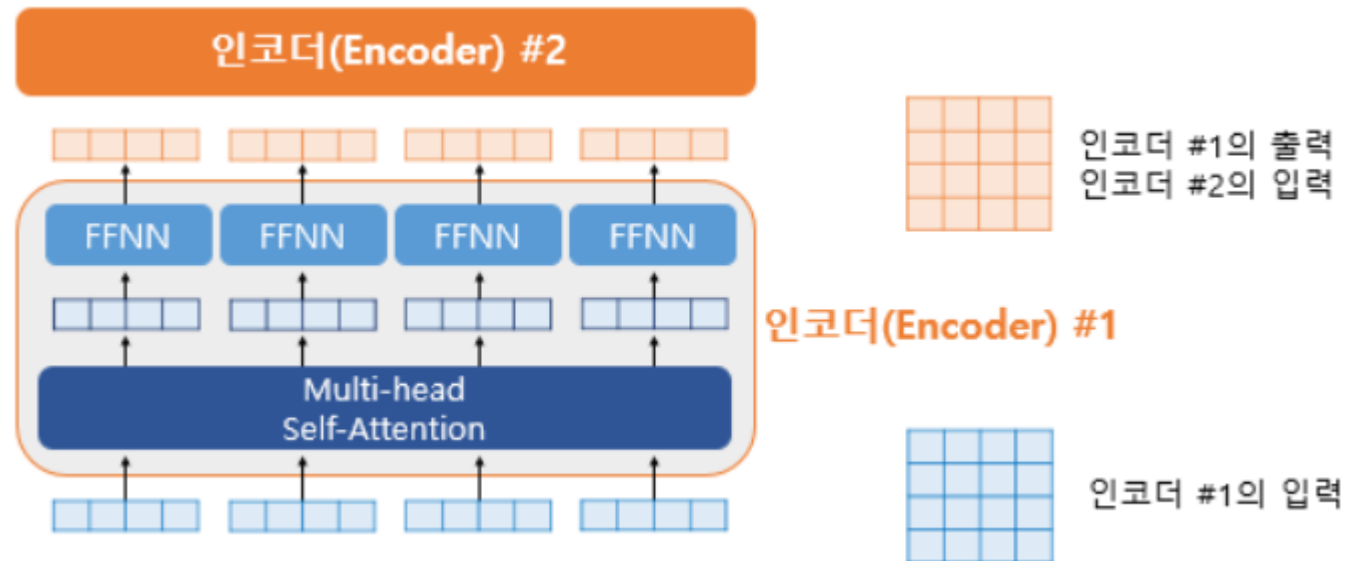 인코더(Encoder) #2
인코더 #1의 출력
인코더 #2의 입력
FFNN
FFNN
FFNN
FFNN
인코더(Encoder) #1
Multi-head
Self-Attention
인코더 #1의 입력